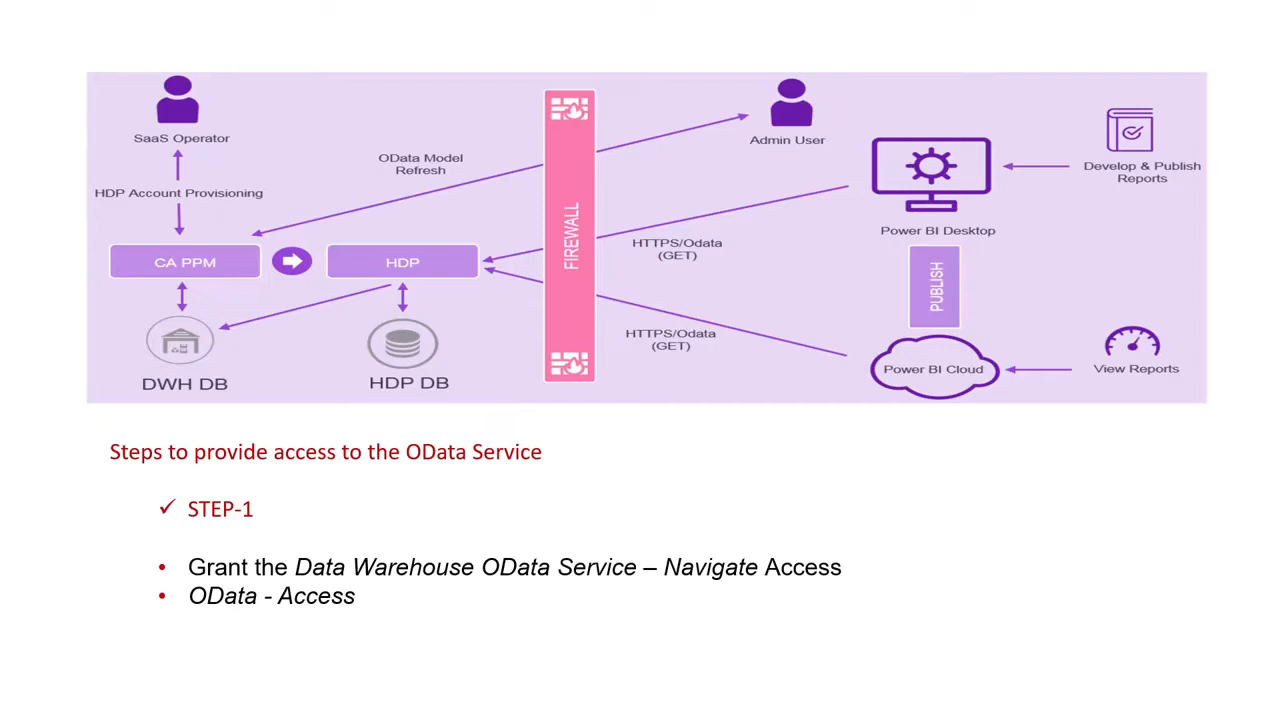 SaaS Operator
HDP Account Provisioning
CA PPM
HDP
DWH DB
HDP DB
OData Model
Refresh
FIREWALL
Admin User
HTTPS/Odata
(GET)
HTTPS/Odata
(GET)
Power BI Desktop
PUBLISH
Power BI Cloud
Develop & Publish
Reports
View Reports
Steps to provide access to the OData Service
✓ STEP-1
• Grant the Data Warehouse OData Service – Navigate Access
• OData - Access